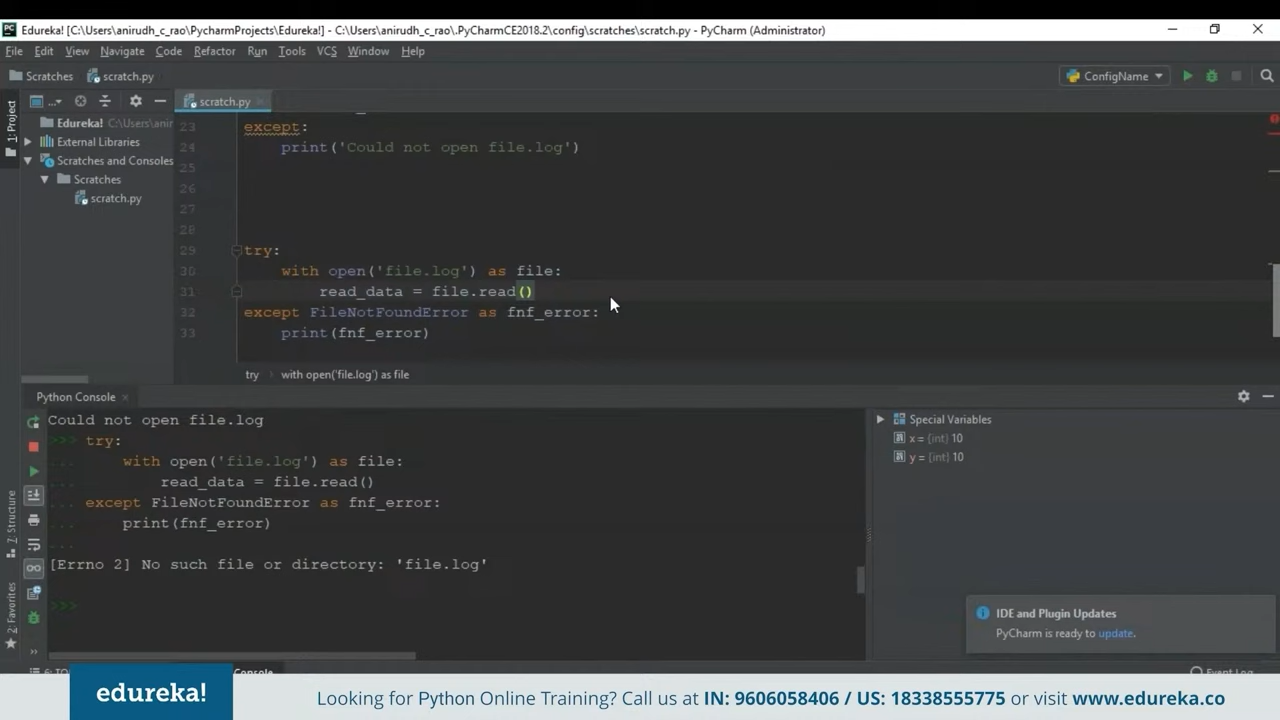 Edureka! [C:\Users\anirudh_c_rao\PycharmProjects\Edureka!] - C:\Users\anirudh_c_rao\.PyCharmCE2018.2\config\scratches\scratch.py - PyCharm (Administrator)
File Edit View Navigate Code Refactor Run Tools VCS Window Help
Scratches scratch.py ConfigName
1: Project
... scratch.py
Edureka! C:\Users\anir
External Libraries
Scratches and Consoles
Scratches
scratch.py
23 except:
24 print('Could not open file.log')
25
26
27
28
29 try:
30 with open('file.log') as file:
31 read_data = file.read()
32 except FileNotFoundError as fnf_error:
33 print(fnf_error)
try › with open('file.log') as file
Python Console
Could not open file.log
>>> try:
... with open('file.log') as file:
... read_data = file.read()
... except FileNotFoundError as fnf_error:
... print(fnf_error)
...
[Errno 2] No such file or directory: 'file.log'
>>>
Special Variables
x = {int} 10
y = {int} 10
7: Structure
2: Favorites
IDE and Plugin Updates
PyCharm is ready to update.
Event Log
edureka!
Looking for Python Online Training? Call us at IN: 9606058406 / US: 18338555775 or visit www.edureka.co